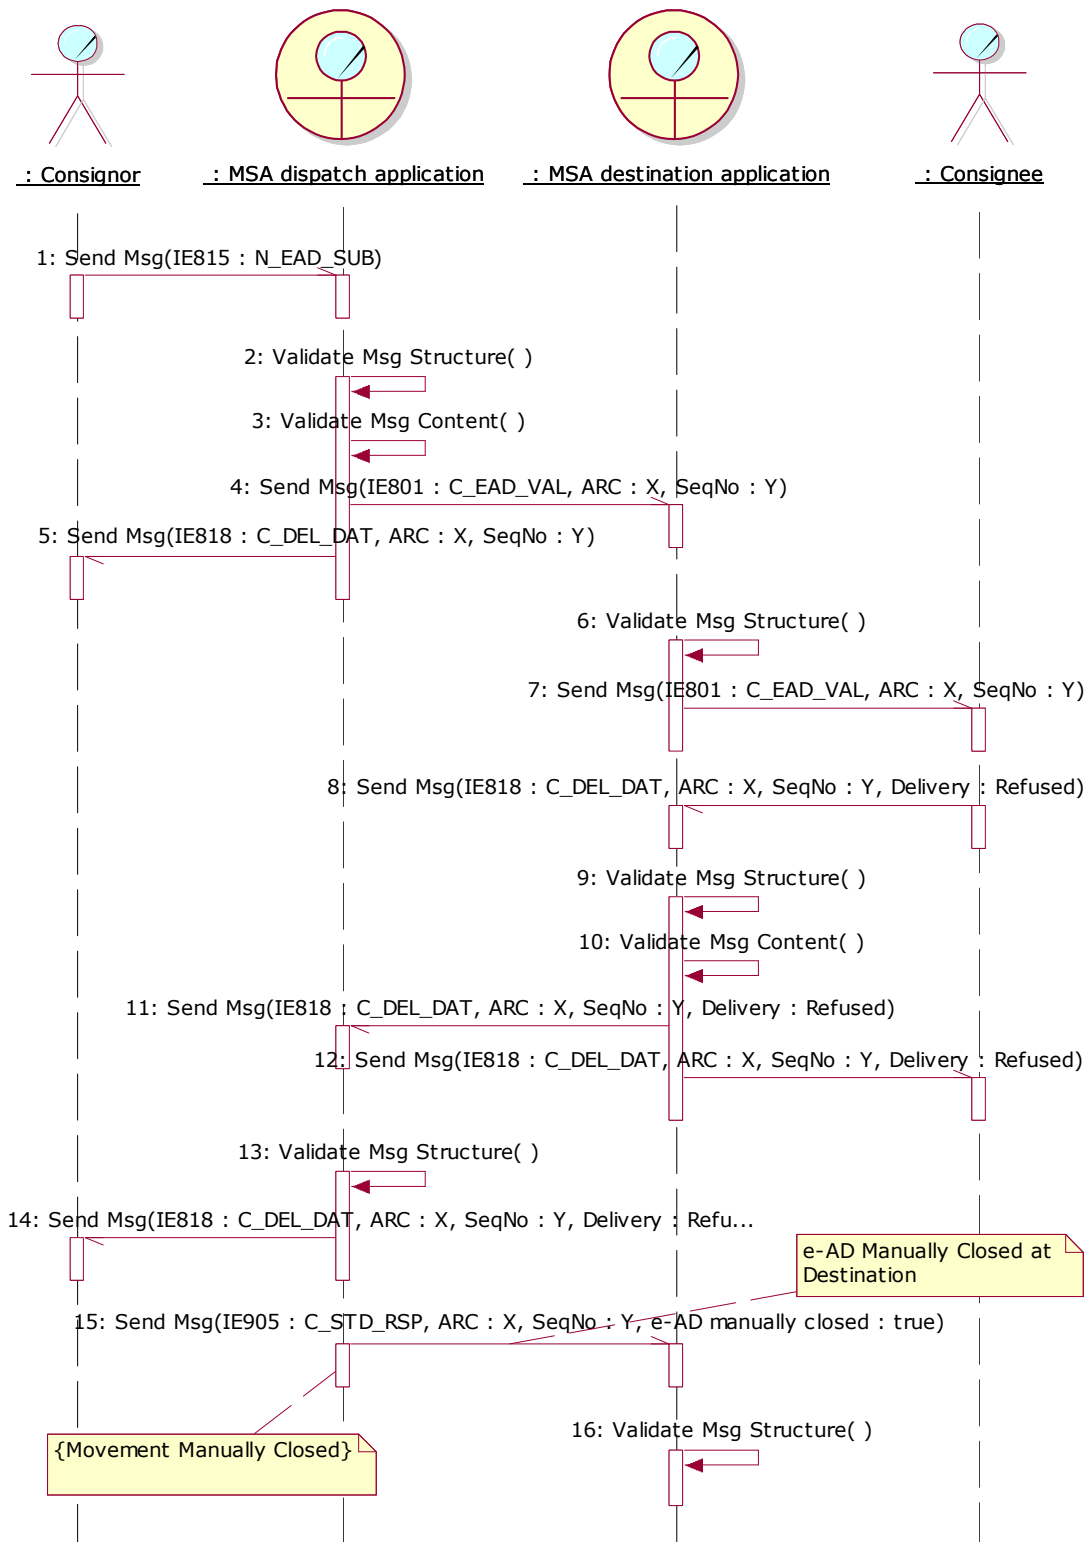 : Consignor
: MSA dispatch application
: MSA destination application
: Consignee
1: Send Msg(IE815 : N_EAD_SUB)
2: Validate Msg Structure( )
3: Validate Msg Content( )
4: Send Msg(IE801 : C_EAD_VAL, ARC : X, SeqNo : Y)
5: Send Msg(IE818 : C_DEL_DAT, ARC : X, SeqNo : Y)
6: Validate Msg Structure( )
7: Send Msg(IE801 : C_EAD_VAL, ARC : X, SeqNo : Y)
8: Send Msg(IE818 : C_DEL_DAT, ARC : X, SeqNo : Y, Delivery : Refused)
9: Validate Msg Structure( )
10: Validate Msg Content( )
11: Send Msg(IE818 : C_DEL_DAT, ARC : X, SeqNo : Y, Delivery : Refused)
12: Send Msg(IE818 : C_DEL_DAT, ARC : X, SeqNo : Y, Delivery : Refused)
13: Validate Msg Structure( )
14: Send Msg(IE818 : C_DEL_DAT, ARC : X, SeqNo : Y, Delivery : Refu...
e-AD Manually Closed at
Destination
15: Send Msg(IE905 : C_STD_RSP, ARC : X, SeqNo : Y, e-AD manually closed : true)
16: Validate Msg Structure( )
{Movement Manually Closed}